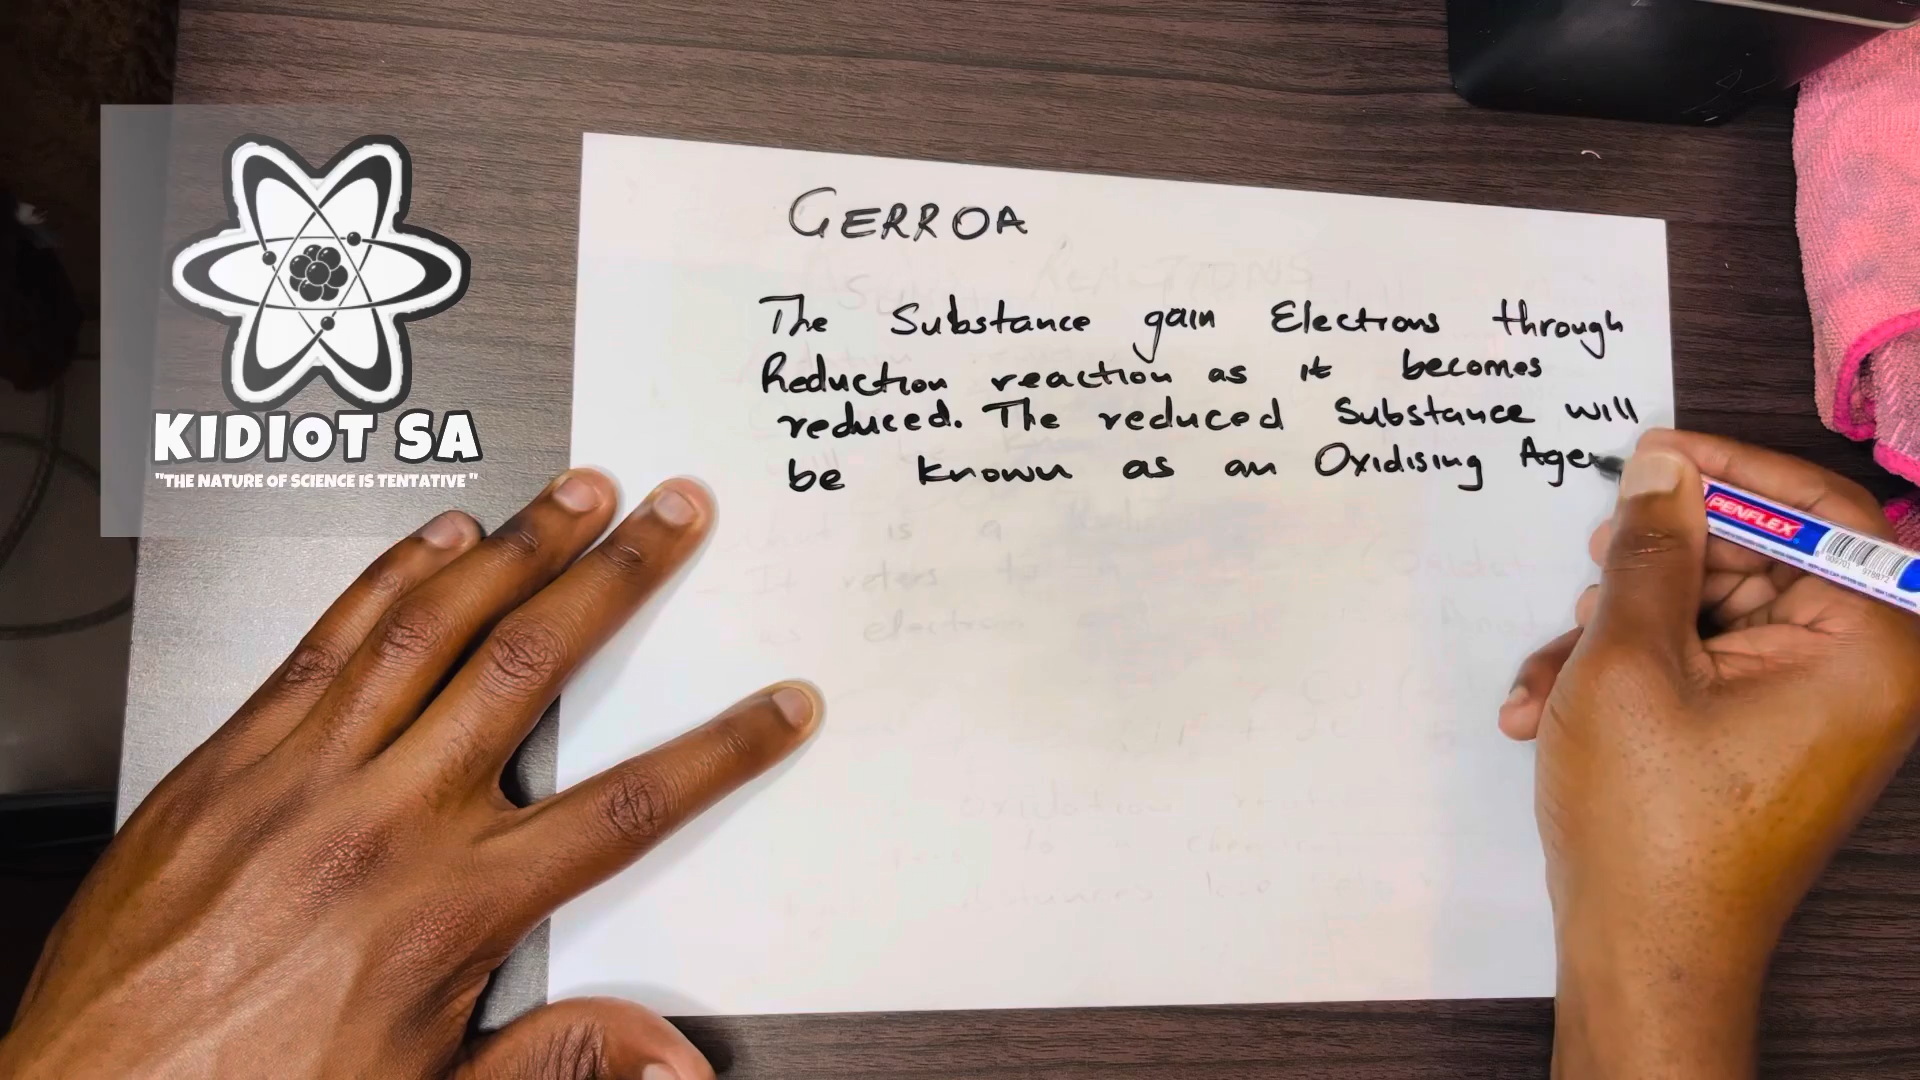 KIDIOT SA
"THE NATURE OF SCIENCE IS TENTATIVE"
GERROA
The Substance gain Electrons through
Reduction reaction as it becomes
reduced. The reduced Substance will
be known as an Oxidising Agen
PENFLEX